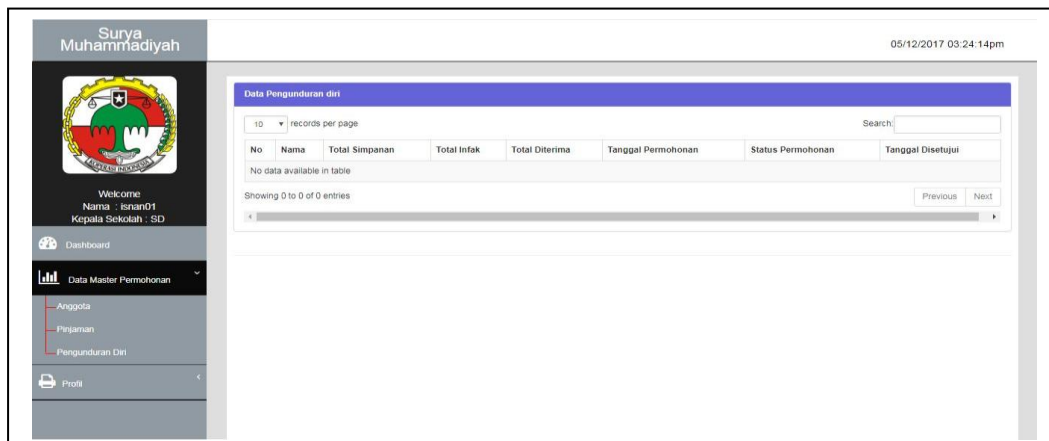 Surya
Muhammadiyah
05/12/2017 03:24:14pm
KOPERASI INDONESIA
Welcome
Nama : isnan01
Kepala Sekolah : SD
Dashboard
Data Master Permohonan
Anggota
Pinjaman
Pengunduran Diri
Profil
Data Pengunduran diri
10 records per page
Search:
No Nama Total Simpanan Total Infak Total Diterima Tanggal Permohonan Status Permohonan Tanggal Disetujui
No data available in table
Showing 0 to 0 of 0 entries
Previous Next